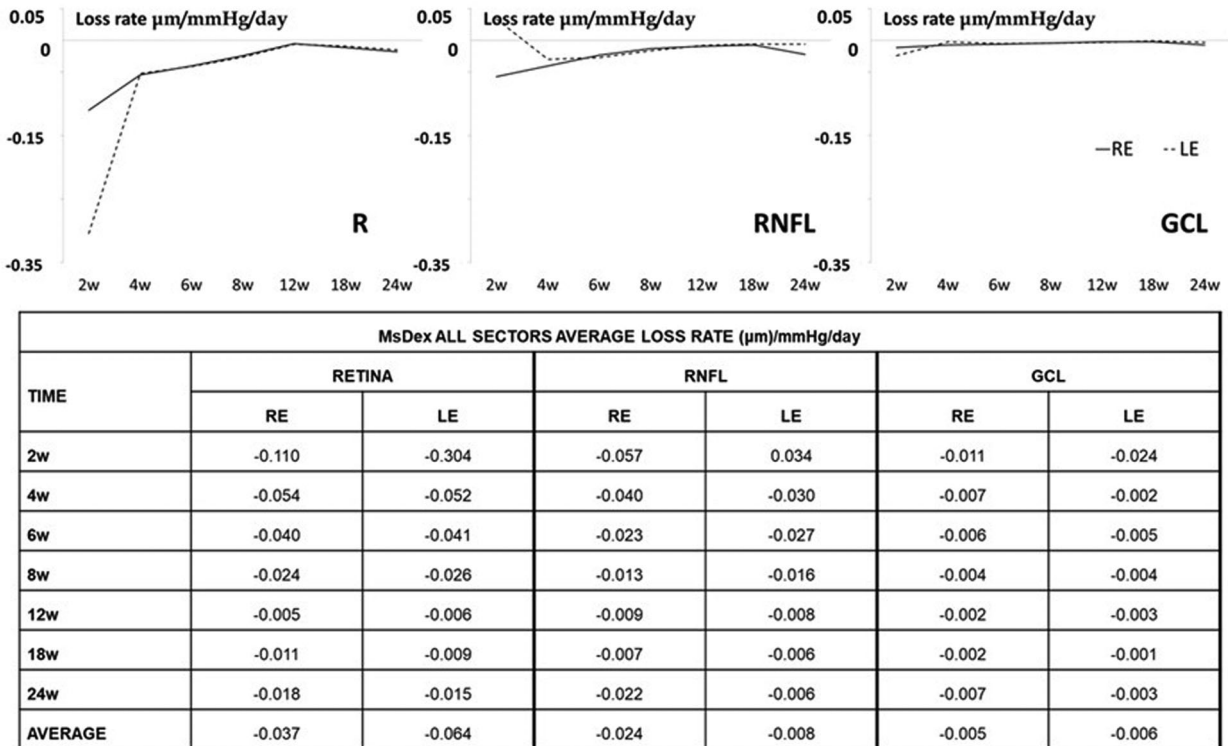 0.05 Loss rate µm/mmHg/day 0.05 Loss rate µm/mmHg/day 0.05 Loss rate µm/mmHg/day
0 0 0
-0.15 -0.15 -0.15
RE LE
R RNFL GCL
-0.35 -0.35 -0.35
2w 4w 6w 8w 12w 18w 24w 2w 4w 6w 8w 12w 18w 24w 2w 4w 6w 8w 12w 18w 24w
MsDex ALL SECTORS AVERAGE LOSS RATE (µm)/mmHg/day
TIME RETINA RNFL GCL
RE LE RE LE RE LE
2w -0.110 -0.304 -0.057 0.034 -0.011 -0.024
4w -0.054 -0.052 -0.040 -0.030 -0.007 -0.002
6w -0.040 -0.041 -0.023 -0.027 -0.006 -0.005
8w -0.024 -0.026 -0.013 -0.016 -0.004 -0.004
12w -0.005 -0.006 -0.009 -0.008 -0.002 -0.003
18w -0.011 -0.009 -0.007 -0.006 -0.002 -0.001
24w -0.018 -0.015 -0.022 -0.006 -0.007 -0.003
AVERAGE -0.037 -0.064 -0.024 -0.008 -0.005 -0.006